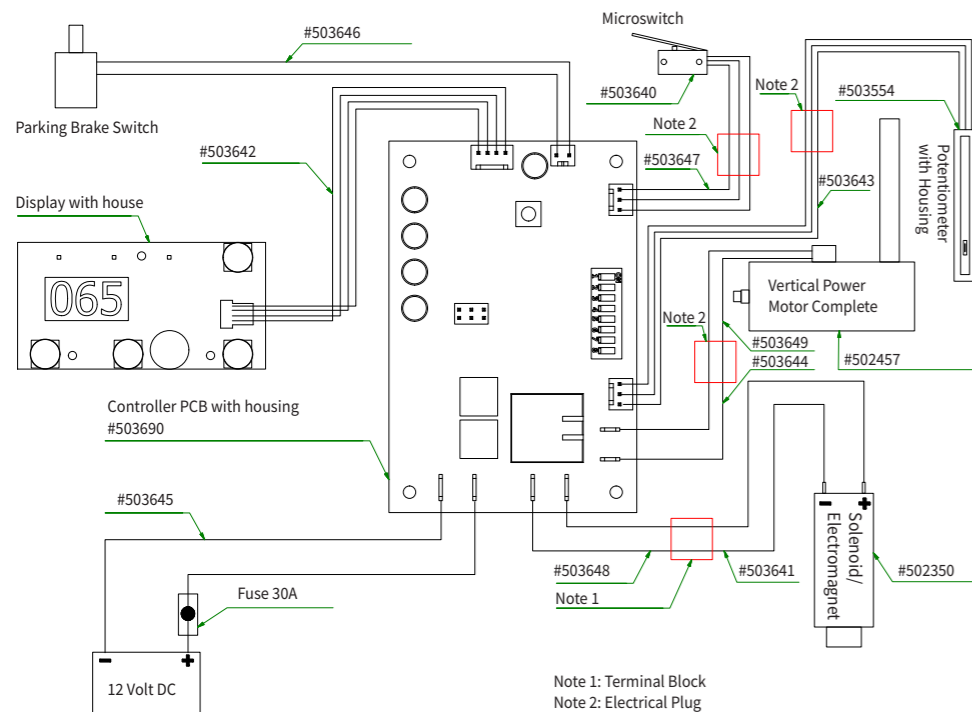 Microswitch
#503646
#503640
Note 2
#503554
Parking Brake Switch
Note 2
#503642
#503647
Potentiometer
with Housing
#503643
Display with house
065
Vertical Power
Motor Complete
Note 2
#503649
#502457
#503644
Controller PCB with housing
#503690
#503645
Solenoid/
Electromagnet
- +
#503648
#503641
#502350
Fuse 30A
Note 1
- +
12 Volt DC
Note 1: Terminal Block
Note 2: Electrical Plug